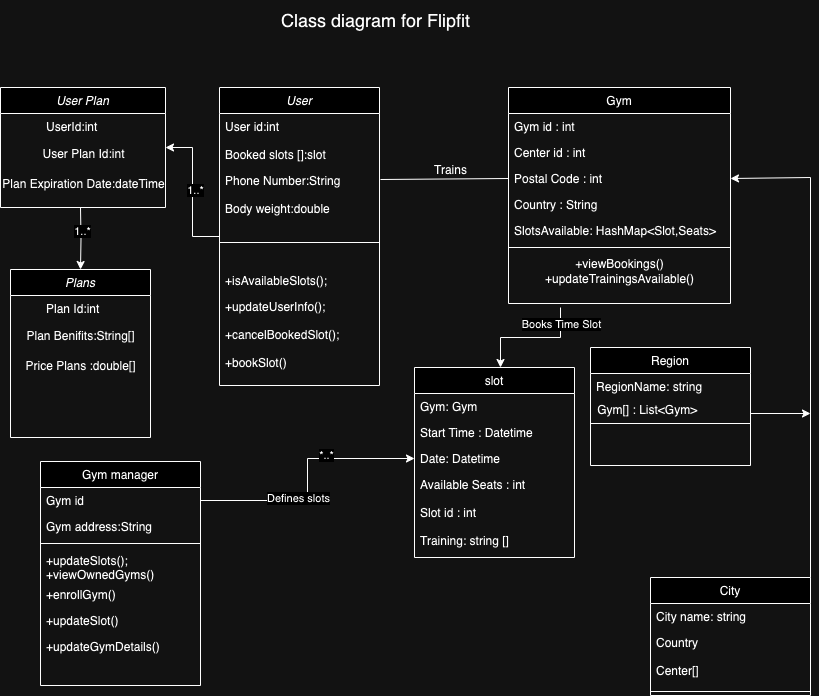 Class diagram for Flipfit
User Plan
UserId:int
User Plan Id:int
Plan Expiration Date:dateTime
1..*
1..*
Plans
Plan Id:int
Plan Benifits:String[]
Price Plans :double[]
User
User id:int
Booked slots []:slot
Phone Number:String
Body weight:double
+isAvailableSlots();
+updateUserInfo();
+cancelBookedSlot();
+bookSlot()
Trains
Gym
Gym id : int
Center id : int
Postal Code : int
Country : String
SlotsAvailable: HashMap<Slot,Seats>
+viewBookings()
+updateTrainingsAvailable()
Books Time Slot
slot
Gym: Gym
Start Time : Datetime
Date: Datetime
Available Seats : int
Slot id : int
Training: string []
Region
RegionName: string
Gym[] : List<Gym>
Gym manager
Gym id
Gym address:String
+updateSlots();
+viewOwnedGyms()
+enrollGym()
+updateSlot()
+updateGymDetails()
*..*
Defines slots
City
City name: string
Country
Center[]